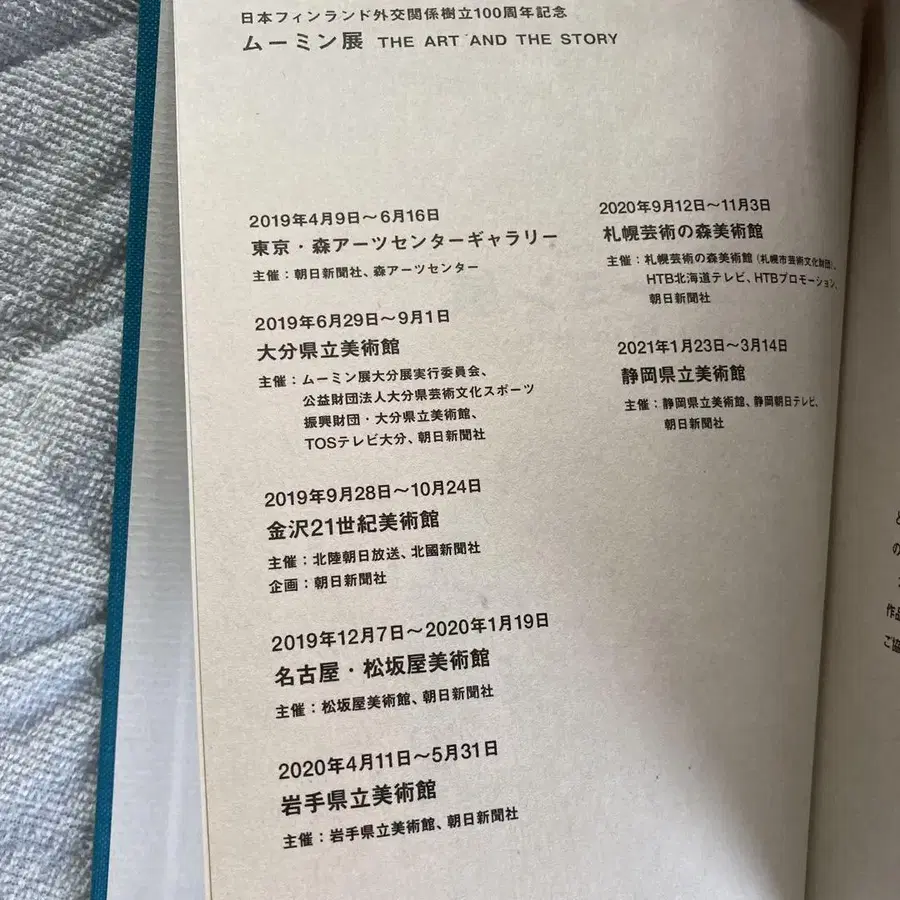 日本フィンランド外交関係樹立100周年記念
ムーミン展 THE ART AND THE STORY
2019年4月9日〜6月16日
東京・森アーツセンターギャラリー
主催：朝日新聞社、森アーツセンター
2019年6月29日〜9月1日
大分県立美術館
主催：ムーミン展大分展実行委員会、
公益財団法人大分県芸術文化スポーツ
振興財団・大分県立美術館、
TOSテレビ大分、朝日新聞社
2019年9月28日〜10月24日
金沢21世紀美術館
主催：北陸朝日放送、北國新聞社
企画：朝日新聞社
2019年12月7日〜2020年1月19日
名古屋・松坂屋美術館
主催：松坂屋美術館、朝日新聞社
2020年4月11日〜5月31日
岩手県立美術館
主催：岩手県立美術館、朝日新聞社
2020年9月12日〜11月3日
札幌芸術の森美術館
主催：札幌芸術の森美術館（札幌市芸術文化財団）、
HTB北海道テレビ、HTBプロモーション、
朝日新聞社
2021年1月23日〜3月14日
静岡県立美術館
主催：静岡県立美術館、静岡朝日テレビ、
朝日新聞社
の
作品
ご協